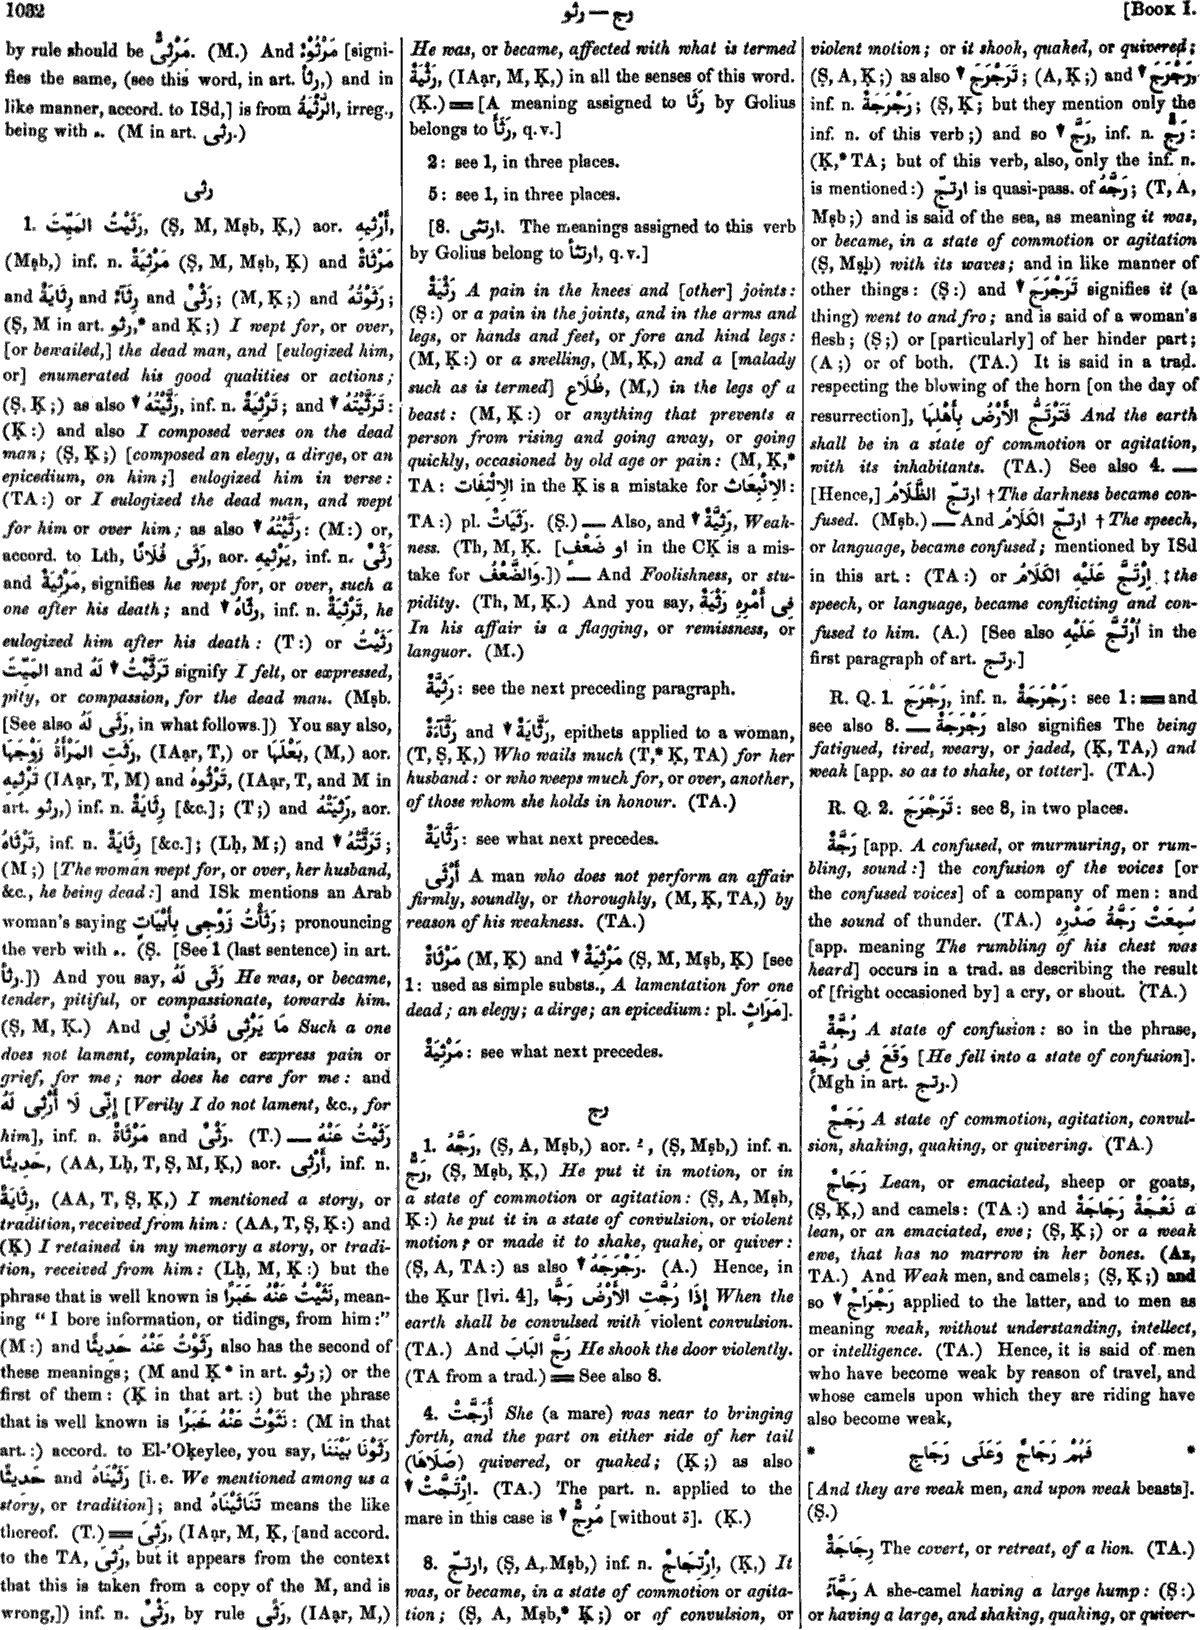 1032
رثو — رج
[BOOK I.
by rule should be مَرْثِىٌّ. (M.) And مَرْثُوْءٌ [signi-
fies the same, (see this word, in art. رثأ,) and in
like manner, accord. to ISd,] is from الرَّثْيَةُ, irreg.,
being with ء. (M in art. رثى.)
رثى
1. رَثَيْتُ المَيِّتَ, (Ṣ, M, Mṣb, Ḳ,) aor. أَرْثِيهِ,
(Mṣb,) inf. n. مَرْثِيَةٌ (Ṣ, M, Mṣb, Ḳ) and مَرْثَاةٌ
and رِثَايَةٌ and رِثَآءٌ and رَثْىٌ; (M, Ḳ;) and رَثَوْتُهُ;
(Ṣ, M in art. رثو,* and Ḳ;) I wept for, or over,
[or bewailed,] the dead man, and [eulogized him,
or] enumerated his good qualities or actions;
(Ṣ, Ḳ;) as also ▼ رَثَّيْتُهُ, inf. n. تَرْثِيَةٌ; and ▼ تَرَثَّيْتُهُ:
(Ḳ:) and also I composed verses on the dead
man; (Ṣ, Ḳ;) [composed an elegy, a dirge, or an
epicedium, on him;] eulogized him in verse:
(TA:) or I eulogized the dead man, and wept
for him or over him; as also ▼ رَثَّيْتُهُ: (M:) or,
accord. to Lth, رَثَى فُلَانًا, aor. يَرْثِيهِ, inf. n. رَثْىٌ
and مَرْثِيَةٌ, signifies he wept for, or over, such a
one after his death; and ▼ رثّاهُ, inf. n. تَرْثِيَةٌ, he
eulogized him after his death: (T:) or رَثَيْتُ
المَيِّتَ and ▼ تَرَثَّيْتُ لَهُ signify I felt, or expressed,
pity, or compassion, for the dead man. (Mṣb.
[See also رَثَى لَهُ, in what follows.]) You say also,
رَثَتِ المَرْأَةُ زَوْجَهَا, (IAạr, T,) or بَعْلَهَا, (M,) aor.
تَرْثِيهِ (IAạr, T, M) and تَرْثُوهُ, (IAạr, T, and M in
art. رثو,) inf. n. رِثَايَةٌ [&c.]; (T;) and رَثِيَتْهُ, aor.
تَرْثَاهُ, inf. n. رِثَايَةٌ [&c.]; (Lḥ, M;) and ▼ تَرَثَّتْهُ;
(M;) [The woman wept for, or over, her husband,
&c., he being dead:] and ISk mentions an Arab
woman's saying رَثَأْتُ زَوْجِى بِأَبْيَاتٍ; pronouncing
the verb with ء. (Ṣ. [See 1 (last sentence) in art.
رثأ.]) And you say, رَثَى لَهُ He was, or became,
tender, pitiful, or compassionate, towards him.
(Ṣ, M, Ḳ.) And مَا يَرْثِى فُلَانٌ لِى Such a one
does not lament, complain, or express pain or
grief, for me; nor does he care for me: and
إِنِّى لَا أَرْثِى لَهُ [Verily I do not lament, &c., for
him], inf. n. مَرْثَاةٌ and رَثْىٌ. (T.) — رَثَيْتُ عَنْهُ
حَدِيثًا, (AA, Lḥ, T, Ṣ, M, Ḳ,) aor. أَرْثِى, inf. n.
رِثَايَةٌ, (AA, T, Ṣ, Ḳ,) I mentioned a story, or
tradition, received from him: (AA, T, Ṣ, Ḳ:) and
(Ḳ) I retained in my memory a story, or tradi-
tion, received from him: (Lḥ, M, Ḳ:) but the
phrase that is well known is نَثَيْتُ عَنْهُ خَبَرًا, mean-
ing "I bore information, or tidings, from him:"
(M:) and رَثَوْتُ عَنْهُ حَدِيثًا also has the second of
these meanings; (M and Ḳ* in art. رثو;) or the
first of them: (Ḳ in that art.:) but the phrase
that is well known is نَثَوْتُ عَنْهُ خَبَرًا: (M in that
art.:) accord. to El-'Oḳeylee, you say, رَثَوْنَا بَيْنَنَا
حَدِيثًا and رَثَيْنَاهُ [i. e. We mentioned among us a
story, or tradition]; and تَنَاثَيْنَاهُ means the like
thereof. (T.) = رَثِىَ, (IAạr, M, Ḳ, [and accord.
to the TA, رُثِىَ, but it appears from the context
that this is taken from a copy of the M, and is
wrong,]) inf. n. رَثْىٌ, by rule رَثًى, (IAạr, M,)
He was, or became, affected with what is termed
رَثْيَةٌ, (IAạr, M, Ḳ,) in all the senses of this word.
(Ḳ.) = [A meaning assigned to رَثَا by Golius
belongs to رَثَأَ, q. v.]
2: see 1, in three places.
5: see 1, in three places.
[8. ارتثى. The meanings assigned to this verb
by Golius belong to ارتثأ, q. v.]
رَثْيَةٌ A pain in the knees and [other] joints:
(Ṣ:) or a pain in the joints, and in the arms and
legs, or hands and feet, or fore and hind legs:
(M, Ḳ:) or a swelling, (M, Ḳ,) and a [malady
such as is termed] ظُلَاع, (M,) in the legs of a
beast: (M, Ḳ:) or anything that prevents a
person from rising and going away, or going
quickly, occasioned by old age or pain: (M, Ḳ,*
TA: الاِلْتِفَات in the Ḳ is a mistake for الاِنْبِعَاث:
TA:) pl. رَثَيَاتٌ. (Ṣ.) — Also, and ▼ رَثِيَّةٌ, Weak-
ness. (Th, M, Ḳ. [او ضَعْف in the CḲ is a mis-
take for وَالضَّعْفُ.]) — And Foolishness, or stu-
pidity. (Th, M, Ḳ.) And you say, فِى أَمْرِهِ رَثْيَةٌ
In his affair is a flagging, or remissness, or
languor. (M.)
رَثِيَّةٌ: see the next preceding paragraph.
رَثَّآءَةٌ and ▼ رَثَّايَةٌ, epithets applied to a woman,
(T, Ṣ, Ḳ,) Who wails much (T,* Ḳ, TA) for her
husband: or who weeps much for, or over, another,
of those whom she holds in honour. (TA.)
رَثَّايَةٌ: see what next precedes.
أَرْثَى A man who does not perform an affair
firmly, soundly, or thoroughly, (M, Ḳ, TA,) by
reason of his weakness. (TA.)
مَرْثَاةٌ (M, Ḳ) and ▼ مَرْثِيَةٌ (Ṣ, M, Mṣb, Ḳ) [see
1: used as simple substs., A lamentation for one
dead; an elegy; a dirge; an epicedium: pl. مَرَاثٍ].
مَرْثِيَةٌ: see what next precedes.
رج
1. رَجَّهُ, (Ṣ, A, Mṣb,) aor. ـُ, (Ṣ, Mṣb,) inf. n.
رَجٌّ, (Ṣ, Mṣb, Ḳ,) He put it in motion, or in
a state of commotion or agitation: (Ṣ, A, Mṣb,
Ḳ:) he put it in a state of convulsion, or violent
motion; or made it to shake, quake, or quiver:
(Ṣ, A, TA:) as also ▼ رَجْرَجَهُ. (A.) Hence, in
the Ḳur [lvi. 4], إِذَا رُجَّتِ الأَرْضُ رَجًّا When the
earth shall be convulsed with violent convulsion.
(TA.) And رَجَّ البَابَ He shook the door violently.
(TA from a trad.) = See also 8.
4. أَرَجَّتْ She (a mare) was near to bringing
forth, and the part on either side of her tail
(صَلَاهَا) quivered, or quaked; (Ḳ;) as also
▼ اِرْتَجَّتْ. (TA.) The part. n. applied to the
mare in this case is ▼ مُرِجٌّ [without ة]. (Ḳ.)
8. ارتجّ, (Ṣ, A, Mṣb,) inf. n. اِرْتِجَاجٌ, (Ḳ,) It
was, or became, in a state of commotion or agita-
tion; (Ṣ, A, Mṣb,* Ḳ;) or of convulsion, or
violent motion; or it shook, quaked, or quivered;
(Ṣ, A, Ḳ;) as also ▼ تَرَجْرَجَ; (A, Ḳ;) and ▼ رَجْرَجَ,
inf. n. رَجْرَجَةٌ; (Ṣ, Ḳ; but they mention only the
inf. n. of this verb;) and so ▼ رَجَّ, inf. n. رَجٌّ:
(Ḳ,* TA; but of this verb, also, only the inf. n.
is mentioned:) ارتجّ is quasi-pass. of رَجَّهُ; (T, A,
Mṣb;) and is said of the sea, as meaning it was,
or became, in a state of commotion or agitation
(Ṣ, Mṣb) with its waves; and in like manner of
other things: (Ṣ:) and ▼ تَرَجْرَجَ signifies it (a
thing) went to and fro; and is said of a woman's
flesh; (Ṣ;) or [particularly] of her hinder part;
(A;) or of both. (TA.) It is said in a trad.
respecting the blowing of the horn [on the day of
resurrection], فَتَرْتَجُّ الأَرْضُ بِأَهْلِهَا And the earth
shall be in a state of commotion or agitation,
with its inhabitants. (TA.) See also 4. —
[Hence,] ارتجّ الظَّلَامُ † The darkness became con-
fused. (Mṣb.) — And ارتجّ الكَلَامُ † The speech,
or language, became confused; mentioned by ISd
in this art.: (TA:) or اِرْتَجَّ عَلَيْهِ الكَلَامُ ‡ the
speech, or language, became conflicting and con-
fused to him. (A.) [See also اُرْتُجَّ عَلَيْهِ in the
first paragraph of art. رتج.]
R. Q. 1. رَجْرَجَ, inf. n. رَجْرَجَةٌ: see 1: = and
see also 8. — رَجْرَجَةٌ also signifies The being
fatigued, tired, weary, or jaded, (Ḳ, TA,) and
weak [app. so as to shake, or totter]. (TA.)
R. Q. 2. تَرَجْرَجَ: see 8, in two places.
رَجَّةٌ [app. A confused, or murmuring, or rum-
bling, sound:] the confusion of the voices [or
the confused voices] of a company of men: and
the sound of thunder. (TA.) سُمِعَتْ رَجَّةُ صَدْرِهِ
[app. meaning The rumbling of his chest was
heard] occurs in a trad. as describing the result
of [fright occasioned by] a cry, or shout. (TA.)
رُجَّةٌ A state of confusion: so in the phrase,
وَقَعَ فِى رُجَّةٍ [He fell into a state of confusion].
(Mgh in art. رتج.)
رَجَجٌ A state of commotion, agitation, convul-
sion, shaking, quaking, or quivering. (TA.)
رَجَاجٌ Lean, or emaciated, sheep or goats,
(Ṣ, Ḳ,) and camels: (TA:) and نَعْجَةٌ رَجَاجَةٌ a
lean, or an emaciated, ewe; (Ṣ, Ḳ;) or a weak
ewe, that has no marrow in her bones. (Az,
TA.) And Weak men, and camels; (Ṣ, Ḳ;) and
so ▼ رَجْرَاجٌ applied to the latter, and to men as
meaning weak, without understanding, intellect,
or intelligence. (TA.) Hence, it is said of men
who have become weak by reason of travel, and
whose camels upon which they are riding have
also become weak,
* فَهُمْ رَجَاجٌ وَعَلَى رَجَاجِ *
[And they are weak men, and upon weak beasts].
(Ṣ.)
رِجَاجَةٌ The covert, or retreat, of a lion. (TA.)
رَجَّآءُ A she-camel having a large hump: (Ṣ:)
or having a large, and shaking, quaking, or quiver-